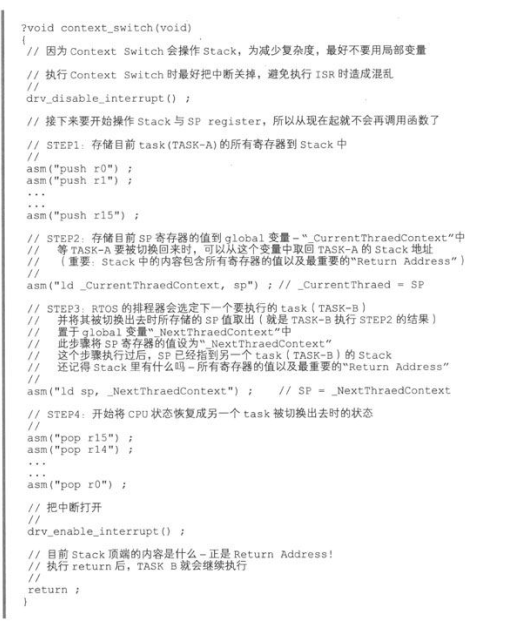 ?void context_switch(void)
{
// 因为 Context Switch 会操作 Stack，为减少复杂度，最好不要用局部变量
// 执行 Context Switch 时最好把中断关掉，避免执行 ISR 时造成混乱
//
drv_disable_interrupt() ;
// 接下来要开始操作 Stack 与 SP register，所以从现在起就不会再调用函数了
// STEP1: 存储目前 task(TASK-A)的所有寄存器到 Stack 中
//
asm("push r0") ;
asm("push r1") ;
...
...
asm("push r15") ;
// STEP2: 存储目前 SP 寄存器的值到 global 变量 – "_CurrentThraedContext"中
// 等 TASK-A 要被切换回来时，可以从这个变量中取回 TASK-A 的 Stack 地址
// (重要: Stack 中的内容包含所有寄存器的值以及最重要的"Return Address")
//
asm("ld _CurrentThraedContext, sp") ; // _CurrentThraed = SP
// STEP3: RTOS 的排程器会选定下一个要执行的 task (TASK-B)
// 并将其被切换出去时所存储的 SP 值取出 (就是 TASK-B 执行 STEP2 的结果)
// 置于 global 变量"_NextThraedContext"中
// 此步骤将 SP 寄存器的值设为"_NextThraedContext"
// 这个步骤执行过后，SP 已经指到另一个 task (TASK-B) 的 Stack
// 还记得 Stack 里有什么吗 – 所有寄存器的值以及最重要的"Return Address"
//
asm("ld sp, _NextThraedContext") ; // SP = _NextThraedContext
// STEP4: 开始将 CPU 状态恢复成另一个 task 被切换出去时的状态
//
asm("pop r15") ;
asm("pop r14") ;
...
...
asm("pop r0") ;
// 把中断打开
//
drv_enable_interrupt() ;
// 目前 Stack 顶端的内容是什么 – 正是 Return Address!
// 执行 return 后，TASK B 就会继续执行
//
return ;
}